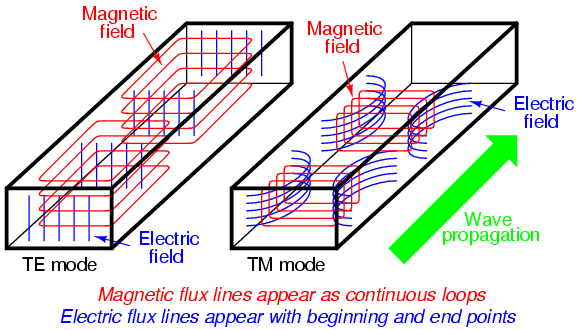 Magnetic
field
Magnetic
field
Electric
field
Wave
propagation
Electric
field
TE mode
TM mode
Magnetic flux lines appear as continuous loops
Electric flux lines appear with beginning and end points